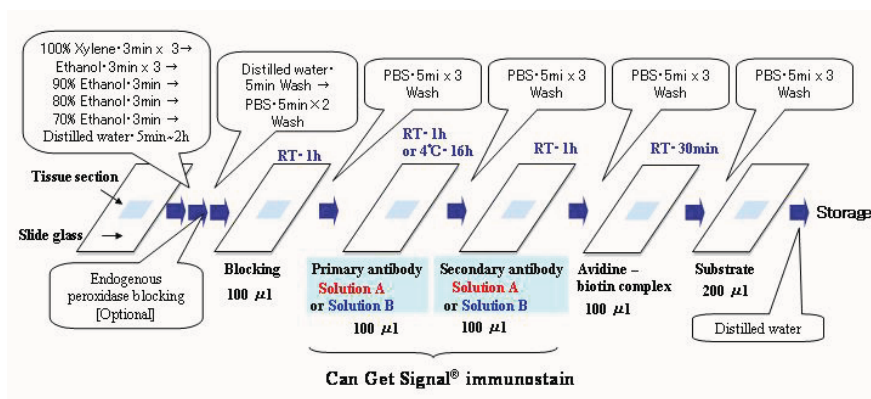 100% Xylene・3min x 3→
Ethanol・3min x 3 →
90% Ethanol・3min →
80% Ethanol・3min →
70% Ethanol・3min →
Distilled water・5min~2h
Distilled water・
5min Wash →
PBS・5min×2
Wash
PBS・5mi x 3
Wash
PBS・5mi x 3
Wash
PBS・5mi x 3
Wash
PBS・5mi x 3
Wash
RT・1h
RT・1h
or 4℃・16h
RT・1h
RT・30min
Tissue section
Slide glass
Storage
Endogenous
peroxidase blocking
[Optional]
Blocking
100 μl
Primary antibody
Solution A
or Solution B
100 μl
Secondary antibody
Solution A
or Solution B
100 μl
Avidine –
biotin complex
100 μl
Substrate
200 μl
Distilled water
Can Get Signal® immunostain